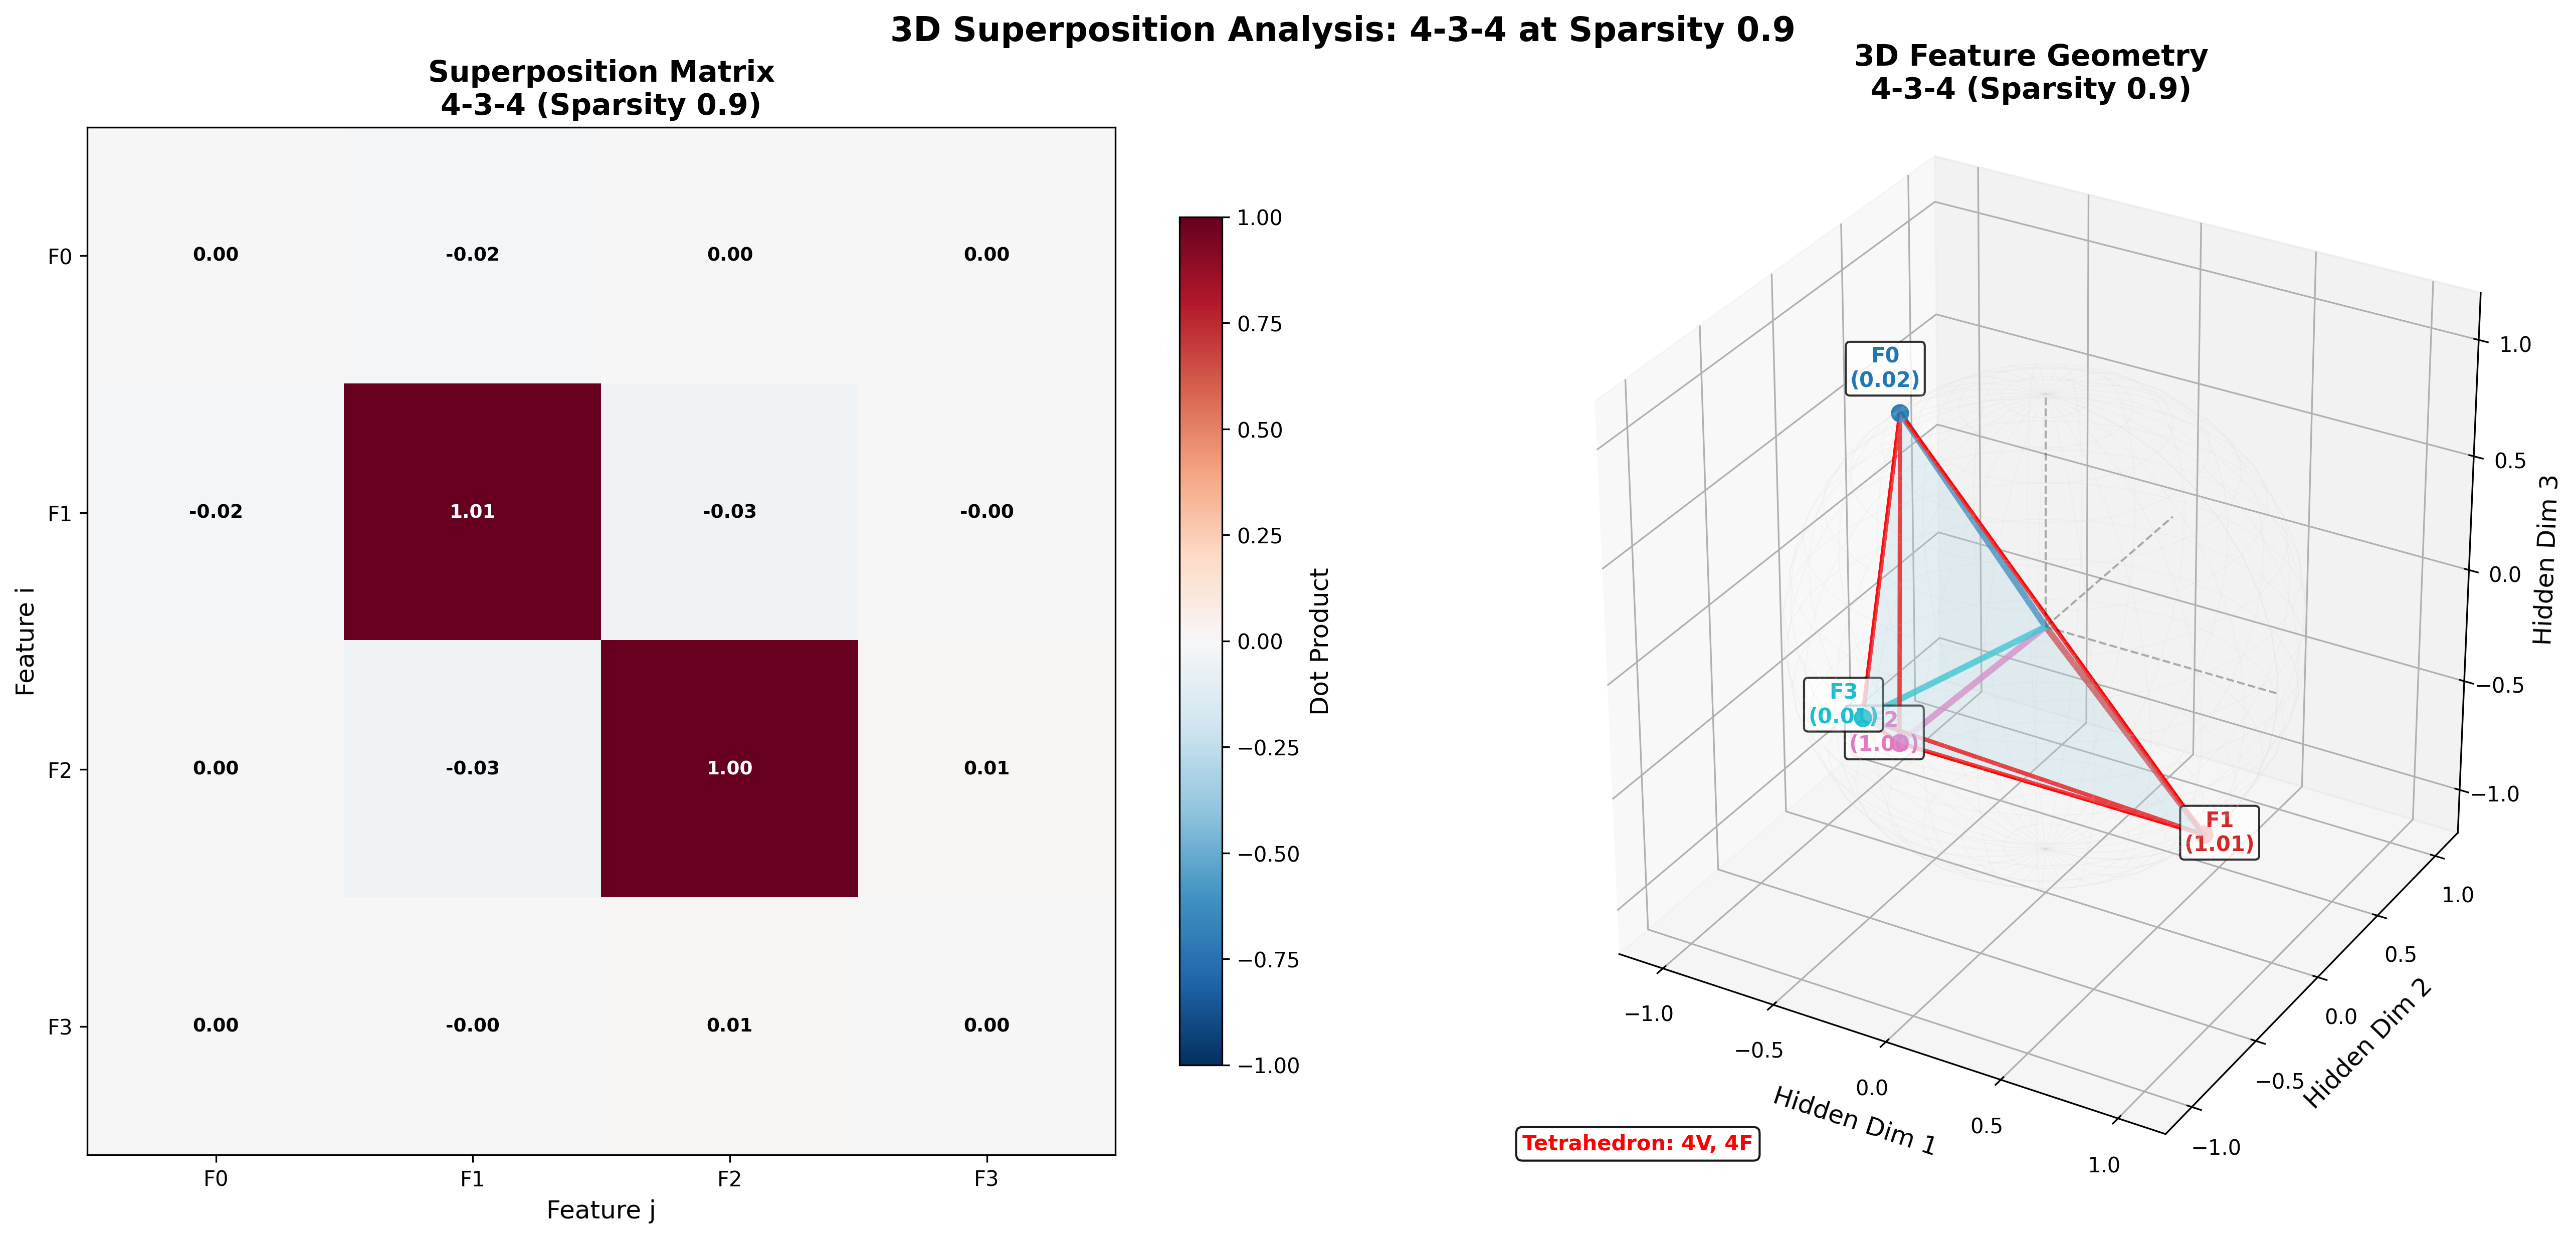 3D Superposition Analysis: 4-3-4 at Sparsity 0.9
Superposition Matrix
4-3-4 (Sparsity 0.9)
F0
F1
F2
F3
Feature i
0.00 -0.02 0.00 0.00
-0.02 1.01 -0.03 -0.00
0.00 -0.03 1.00 0.01
0.00 -0.00 0.01 0.00
F0 F1 F2 F3
Feature j
1.00
0.75
0.50
0.25
0.00
−0.25
−0.50
−0.75
−1.00
Dot Product
3D Feature Geometry
4-3-4 (Sparsity 0.9)
F0
(0.02)
F3
(0.01)
2
F1
(1.01)
1.0
0.5
0.0
−0.5
−1.0
Hidden Dim 3
−1.0
−0.5
0.0
0.5
1.0
Hidden Dim 1
1.0
0.5
0.0
−0.5
−1.0
Hidden Dim 2
Tetrahedron: 4V, 4F